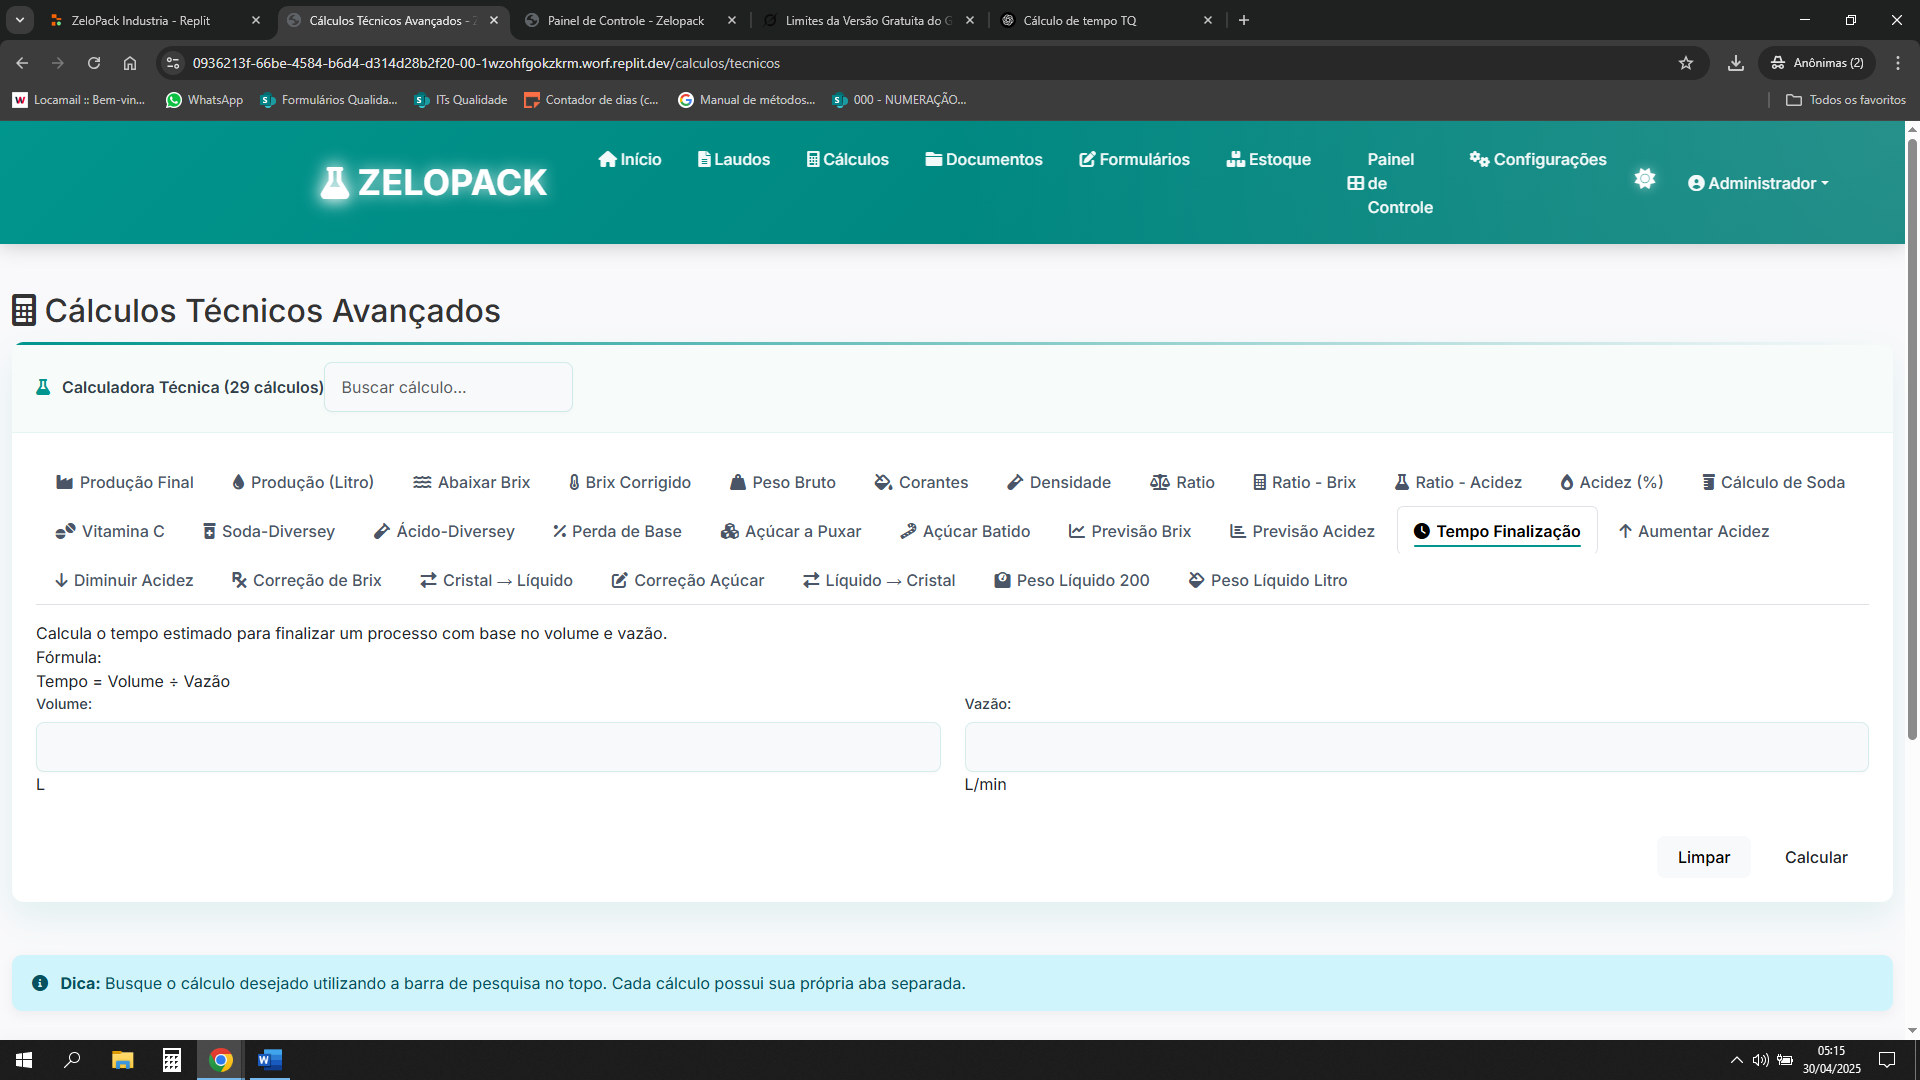 ZeloPack Industria - Replit
Cálculos Técnicos Avançados -
Painel de Controle - Zelopack
Limites da Versão Gratuita do G
Cálculo de tempo TQ
0936213f-66be-4584-b6d4-d314d28b2f20-00-1wzohfgokzkrm.worf.replit.dev/calculos/tecnicos
Anônimas (2)
Locamail :: Bem-vin...
WhatsApp
Formulários Qualida...
ITs Qualidade
Contador de dias (c...
Manual de métodos...
000 - NUMERAÇÃO...
Todos os favoritos
ZELOPACK
Início
Laudos
Cálculos
Documentos
Formulários
Estoque
Painel
de
Controle
Configurações
Administrador
Cálculos Técnicos Avançados
Calculadora Técnica (29 cálculos)
Buscar cálculo...
Produção Final
Produção (Litro)
Abaixar Brix
Brix Corrigido
Peso Bruto
Corantes
Densidade
Ratio
Ratio - Brix
Ratio - Acidez
Acidez (%)
Cálculo de Soda
Vitamina C
Soda-Diversey
Ácido-Diversey
Perda de Base
Açúcar a Puxar
Açúcar Batido
Previsão Brix
Previsão Acidez
Tempo Finalização
Aumentar Acidez
Diminuir Acidez
Correção de Brix
Cristal → Líquido
Correção Açúcar
Líquido → Cristal
Peso Líquido 200
Peso Líquido Litro
Calcula o tempo estimado para finalizar um processo com base no volume e vazão.
Fórmula:
Tempo = Volume ÷ Vazão
Volume:
Vazão:
L
L/min
Limpar
Calcular
Dica: Busque o cálculo desejado utilizando a barra de pesquisa no topo. Cada cálculo possui sua própria aba separada.
05:15
30/04/2025